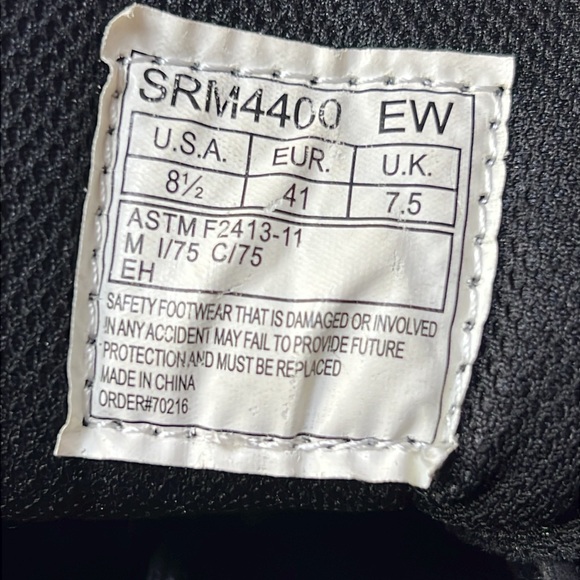 SRM4400 EW
U.S.A. EUR. U.K.
8½ 41 7.5
ASTM F2413-11
M I/75 C/75
EH
SAFETY FOOTWEAR THAT IS DAMAGED OR INVOLVED
IN ANY ACCIDENT MAY FAIL TO PROVIDE FUTURE
PROTECTION AND MUST BE REPLACED
MADE IN CHINA
ORDER#70216